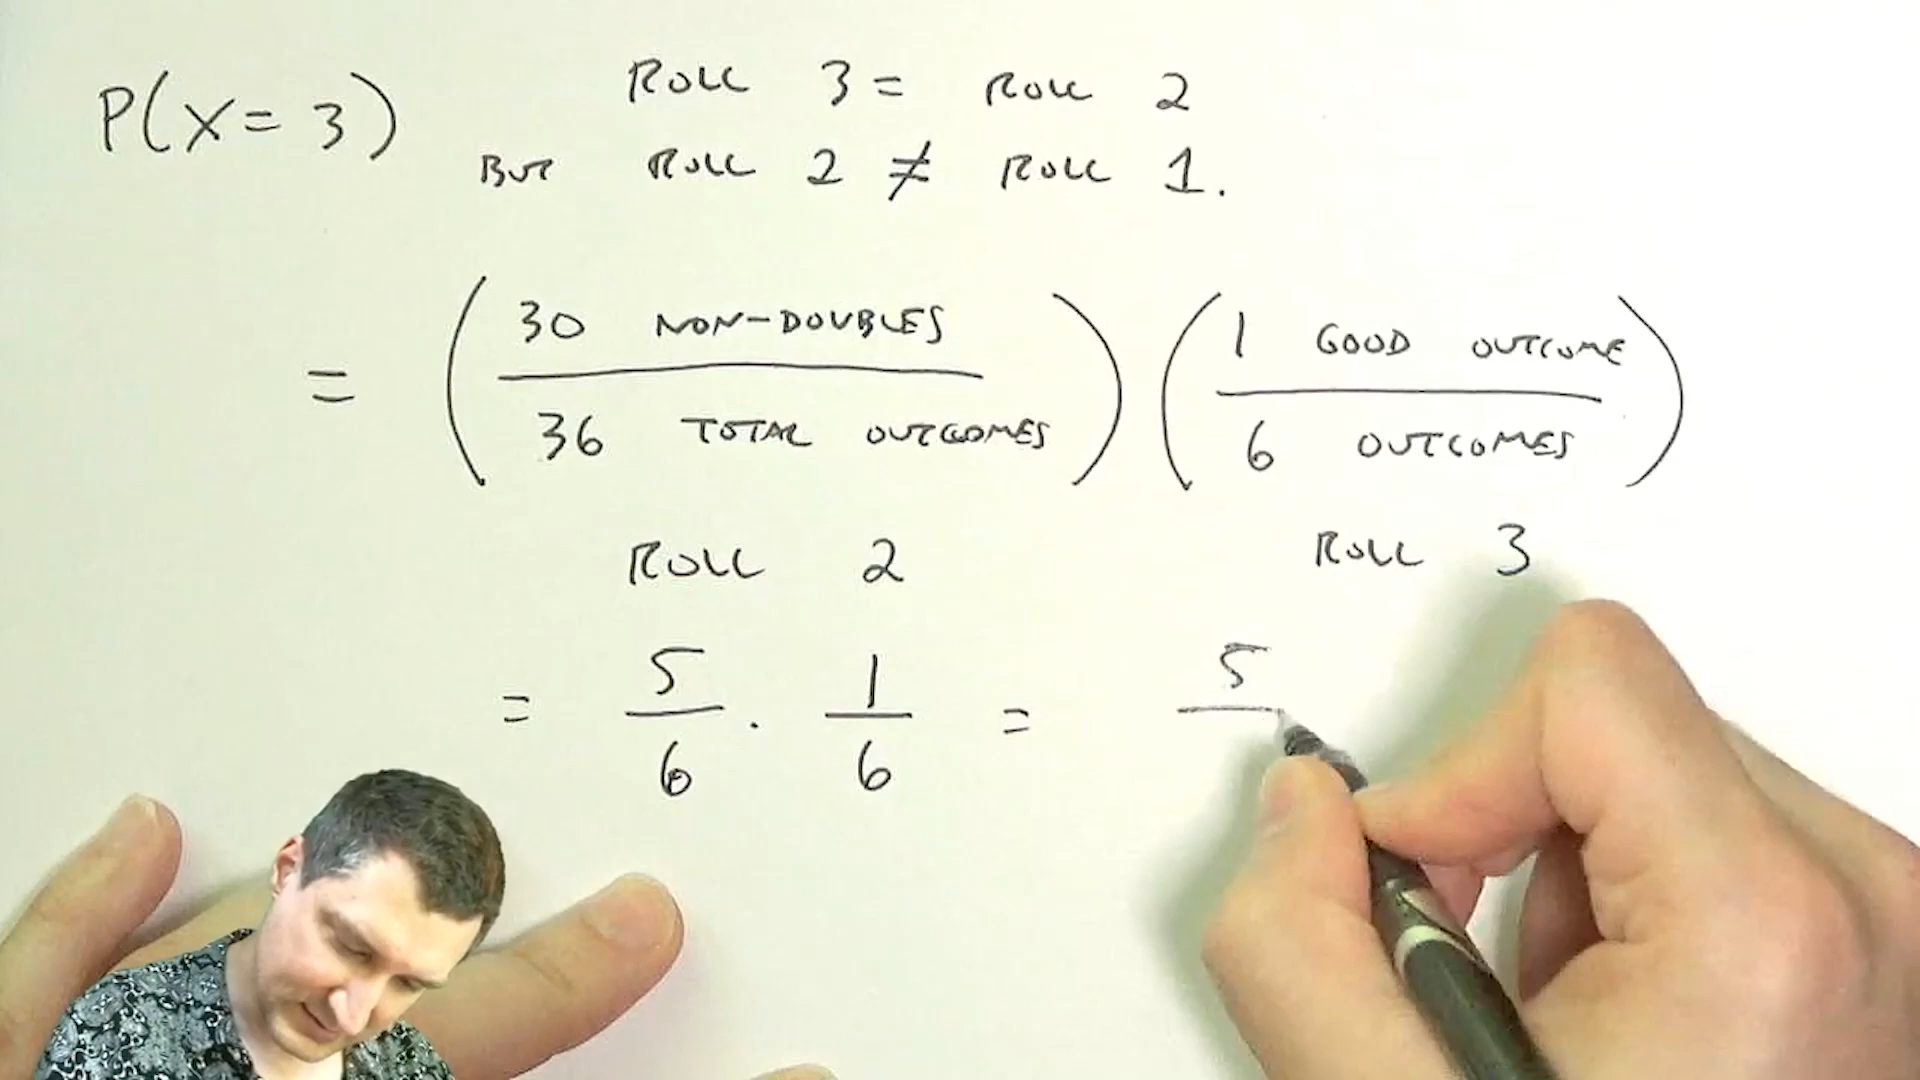 P(X=3) ROLL 3 = ROLL 2
BUT ROLL 2 ≠ ROLL 1.
= (30 NON-DOUBLES / 36 TOTAL OUTCOMES) (1 GOOD OUTCOME / 6 OUTCOMES)
ROLL 2 ROLL 3
= 5/6 · 1/6 = 5/